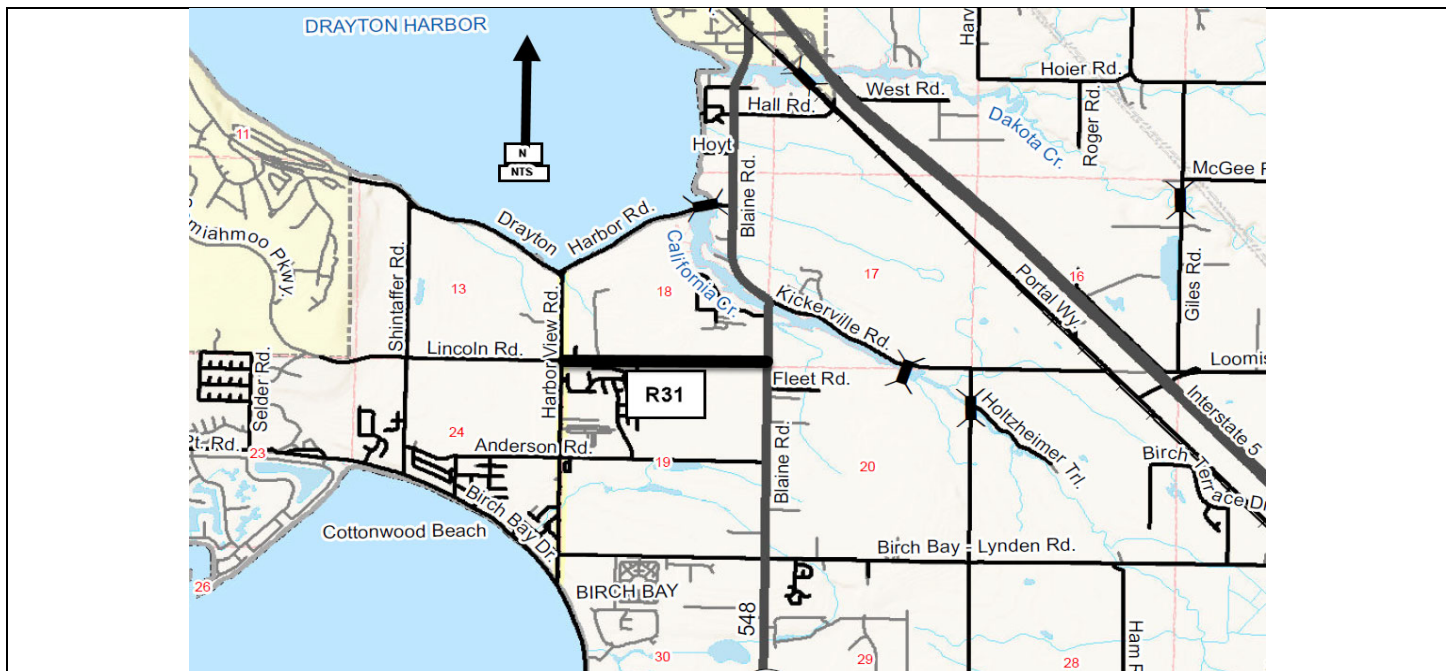 DRAYTON HARBOR
Hoier Rd.
West Rd.
Hall Rd.
Roger Rd.
Dakota Cr.
11
N
NTS
Hoyt
McGee R
Blaine Rd.
Drayton Harbor Rd.
miahmoo Pkwy.
Shintaffer Rd.
California Cr.
13
18
17
16
Kickerville Rd.
Portal Wy.
Giles Rd.
Harbor View Rd.
Lincoln Rd.
Loomis
Selder Rd.
R31
Fleet Rd.
Interstate 5
Holtzheimer Trl.
24
Anderson Rd.
Pt. Rd.
23
19
20
Blaine Rd.
Birch Terrace Dr
Birch Bay Dr.
Cottonwood Beach
Birch Bay - Lynden Rd.
26
BIRCH BAY
548
Ham R
30
29
28